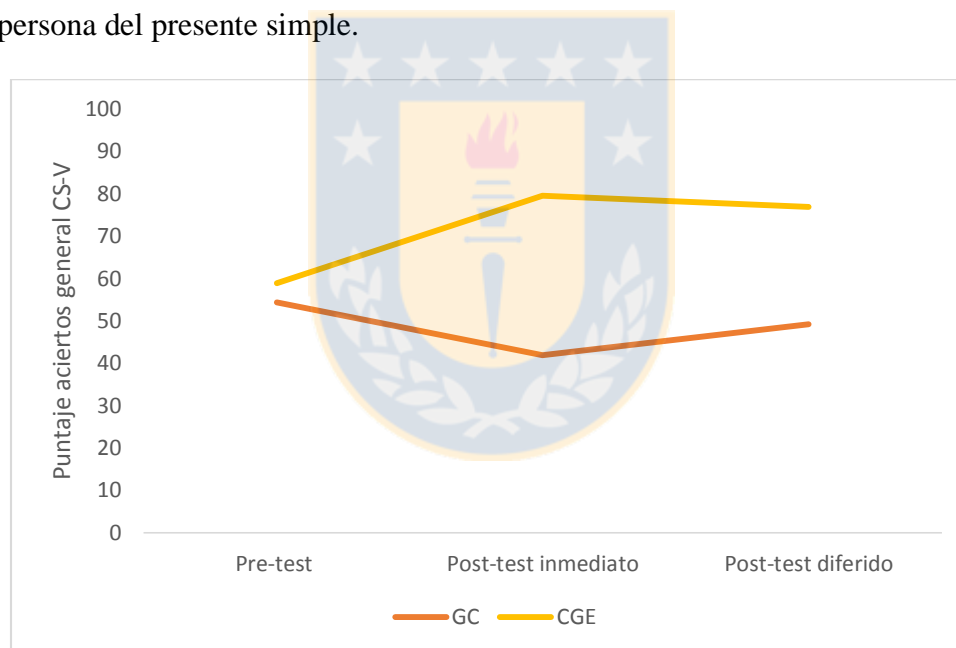 persona del presente simple.
Puntaje aciertos general CS-V
100
90
80
70
60
50
40
30
20
10
0
Pre-test Post-test inmediato Post-test diferido
GC CGE